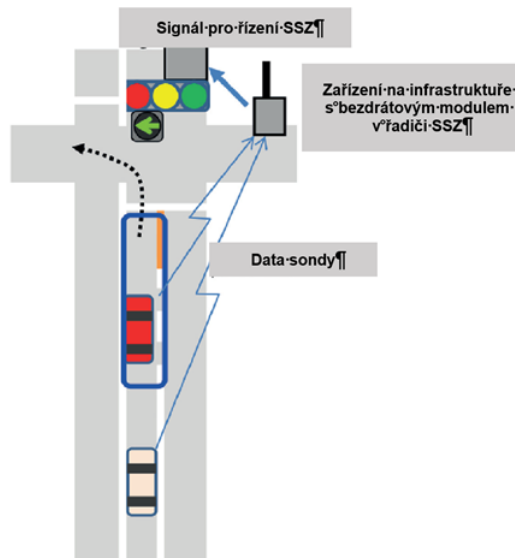 Signál·pro·řízení·SSZ¶
Zařízení·na·infrastruktuře·
s°bezdrátovým·modulem·
v°řadiči·SSZ¶
Data·sondy¶